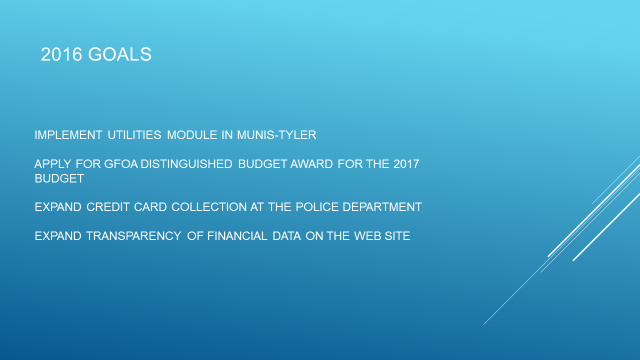 2016 GOALS
IMPLEMENT UTILITIES MODULE IN MUNIS-TYLER
APPLY FOR GFOA DISTINGUISHED BUDGET AWARD FOR THE 2017
BUDGET
EXPAND CREDIT CARD COLLECTION AT THE POLICE DEPARTMENT
EXPAND TRANSPARENCY OF FINANCIAL DATA ON THE WEB SITE